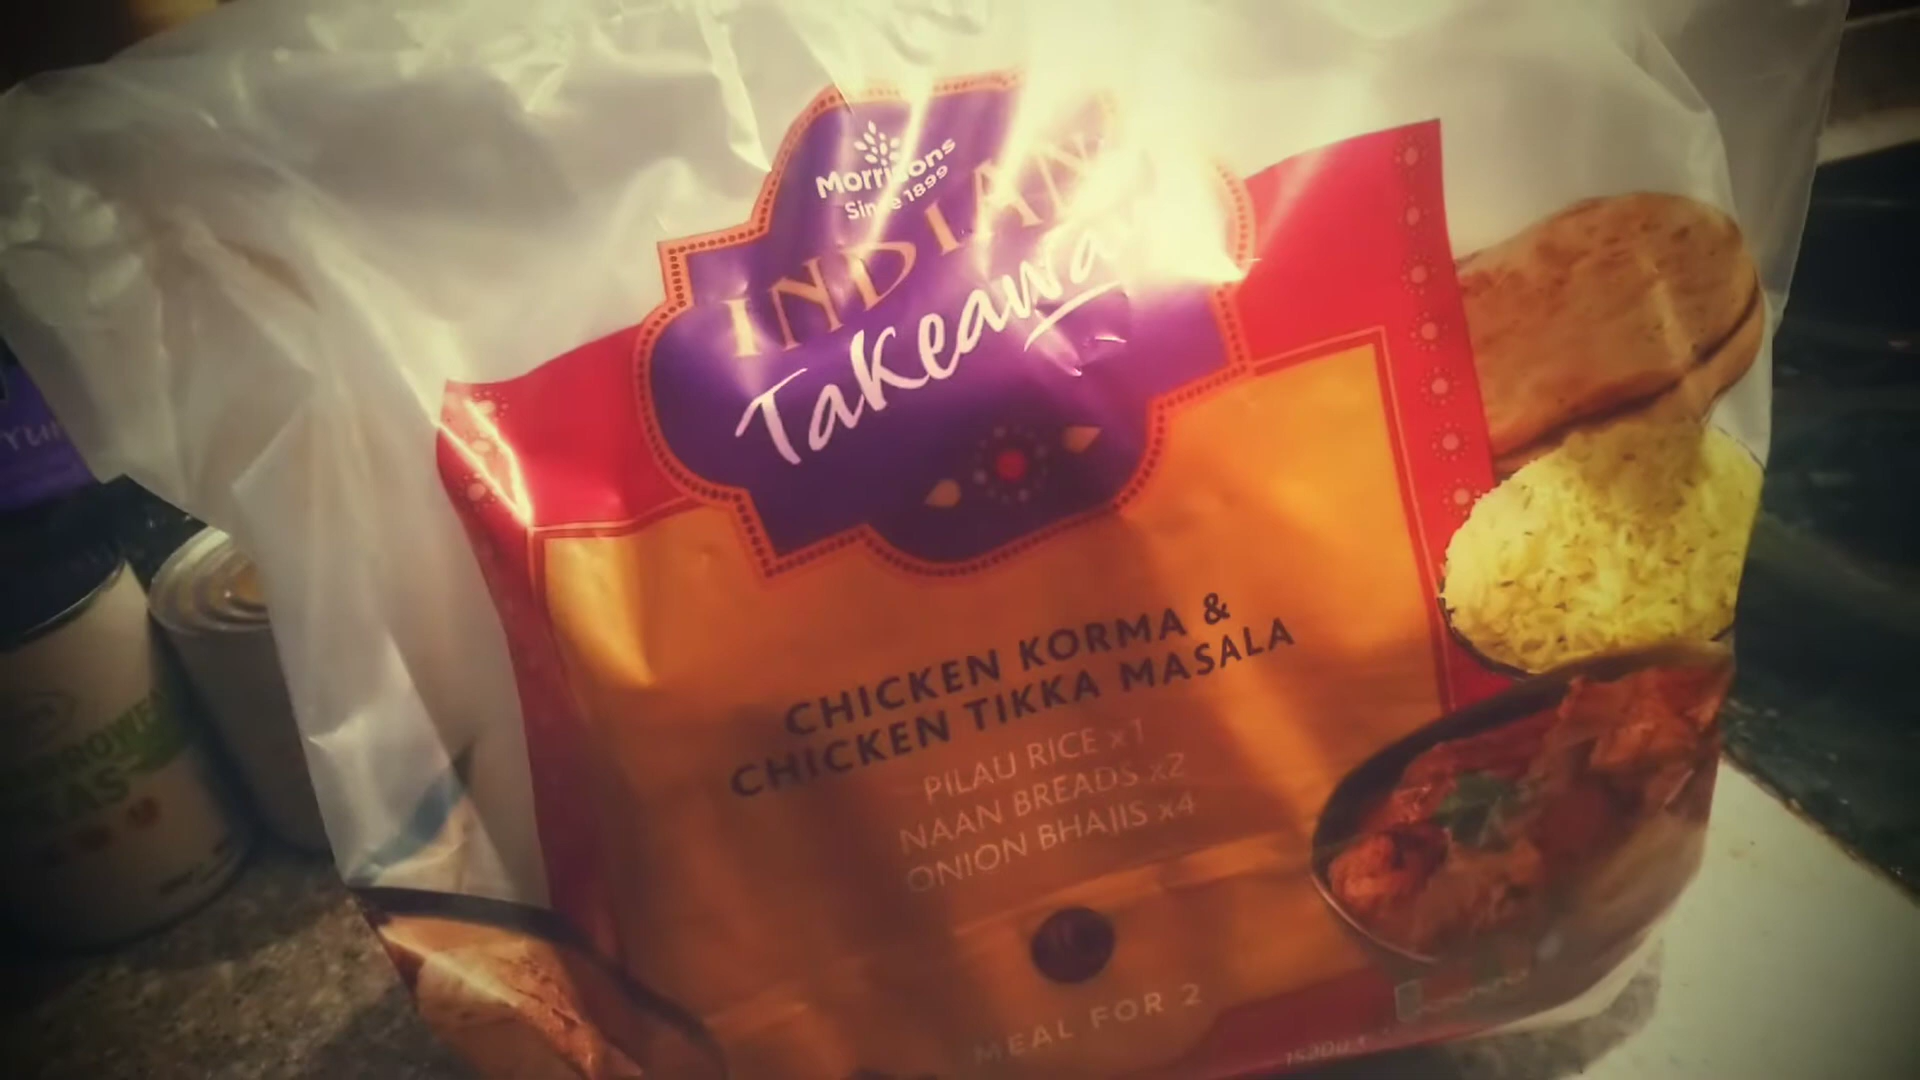 Morrisons
Since 1899
INDIAN
Takeaway
CHICKEN KORMA &
CHICKEN TIKKA MASALA
PILAU RICE x1
NAAN BREADS x2
ONION BHAJIS x4
MEAL FOR 2